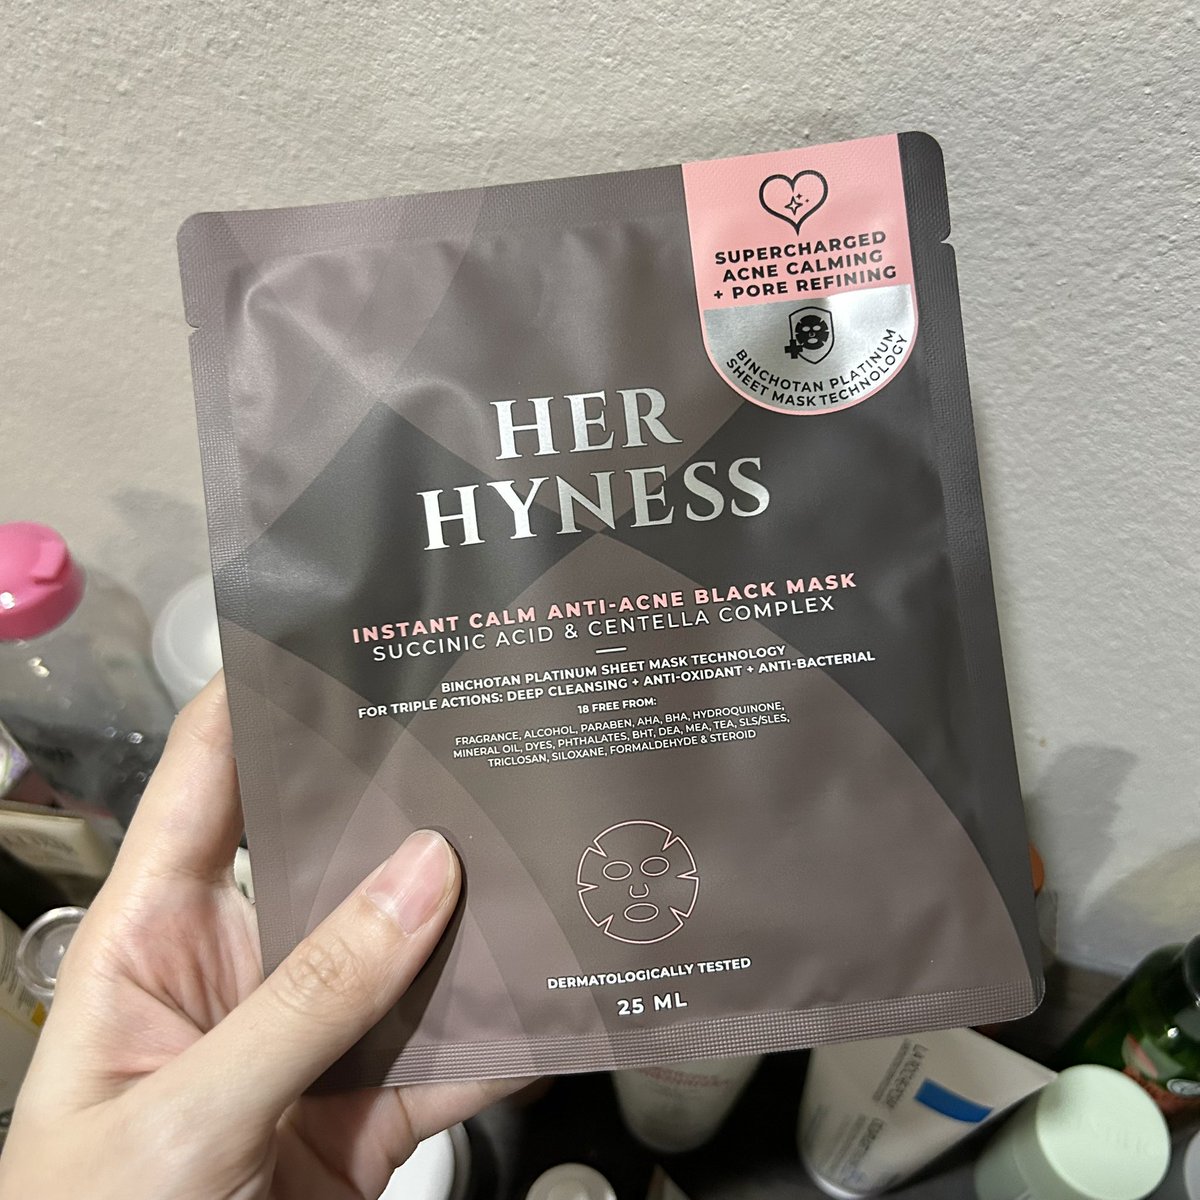 SUPERCHARGED
ACNE CALMING
+ PORE REFINING
BINCHOTAN PLATINUM
SHEET MASK TECHNOLOGY
HER
HYNESS
INSTANT CALM ANTI-ACNE BLACK MASK
SUCCINIC ACID & CENTELLA COMPLEX
BINCHOTAN PLATINUM SHEET MASK TECHNOLOGY
FOR TRIPLE ACTIONS: DEEP CLEANSING + ANTI-OXIDANT + ANTI-BACTERIAL
18 FREE FROM:
FRAGRANCE, ALCOHOL, PARABEN, AHA, BHA, HYDROQUINONE,
MINERAL OIL, DYES, PHTHALATES, BHT, DEA, MEA, TEA, SLS/SLES,
TRICLOSAN, SILOXANE, FORMALDEHYDE & STEROID
DERMATOLOGICALLY TESTED
25 ML
LA ROCHE-POSAY